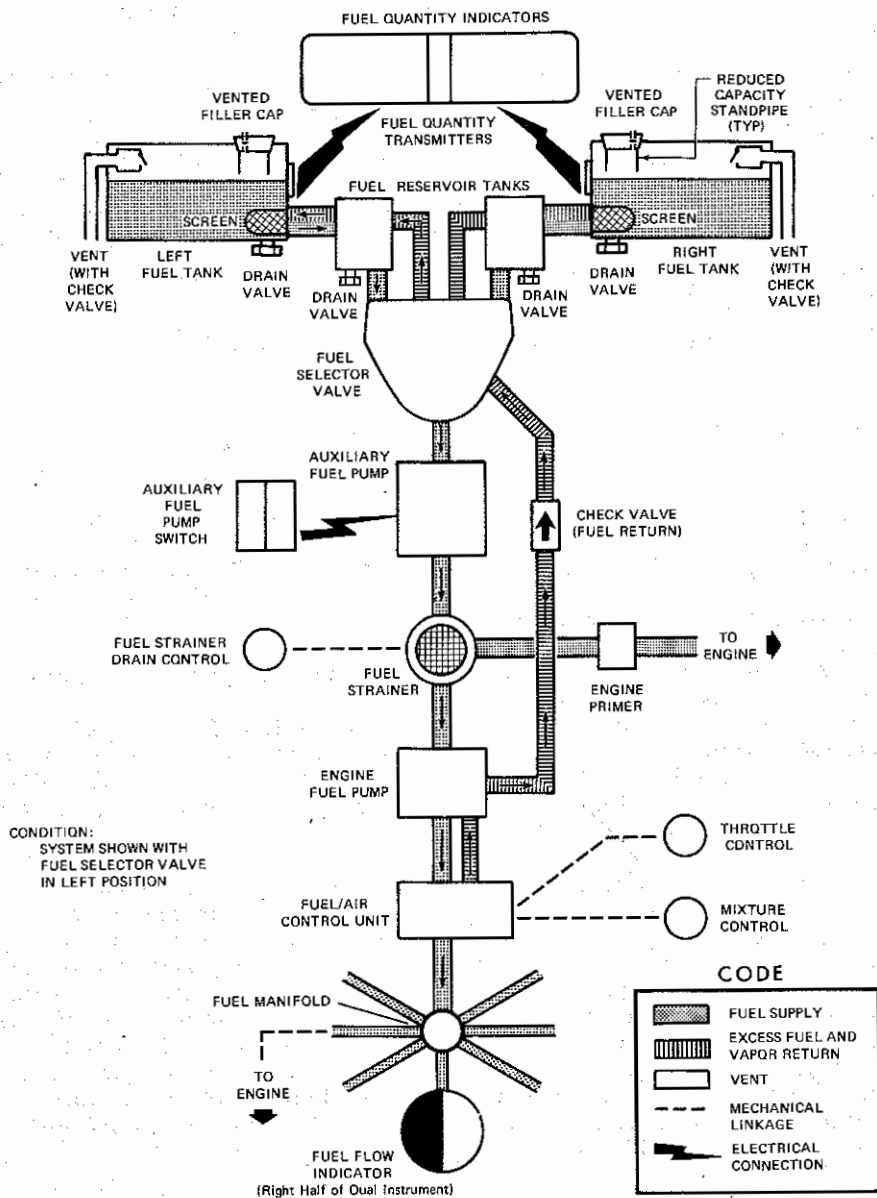 FUEL QUANTITY INDICATORS
VENTED
FILLER CAP
FUEL QUANTITY
TRANSMITTERS
VENTED
FILLER CAP
REDUCED
CAPACITY
STANDPIPE
(TYP)
FUEL RESERVOIR TANKS
SCREEN
SCREEN
VENT
(WITH
CHECK
VALVE)
LEFT
FUEL TANK
DRAIN
VALVE
DRAIN
VALVE
DRAIN
VALVE
DRAIN
VALVE
RIGHT
FUEL TANK
VENT
(WITH
CHECK
VALVE)
FUEL
SELECTOR
VALVE
AUXILIARY
FUEL PUMP
AUXILIARY
FUEL
PUMP
SWITCH
CHECK VALVE
(FUEL RETURN)
FUEL STRAINER
DRAIN CONTROL
FUEL
STRAINER
TO
ENGINE
ENGINE
PRIMER
ENGINE
FUEL PUMP
CONDITION:
SYSTEM SHOWN WITH
FUEL SELECTOR VALVE
IN LEFT POSITION
THROTTLE
CONTROL
FUEL/AIR
CONTROL UNIT
MIXTURE
CONTROL
FUEL MANIFOLD
TO
ENGINE
FUEL FLOW
INDICATOR
(Right Half of Dual Instrument)
CODE
FUEL SUPPLY
EXCESS FUEL AND
VAPOR RETURN
VENT
MECHANICAL
LINKAGE
ELECTRICAL
CONNECTION